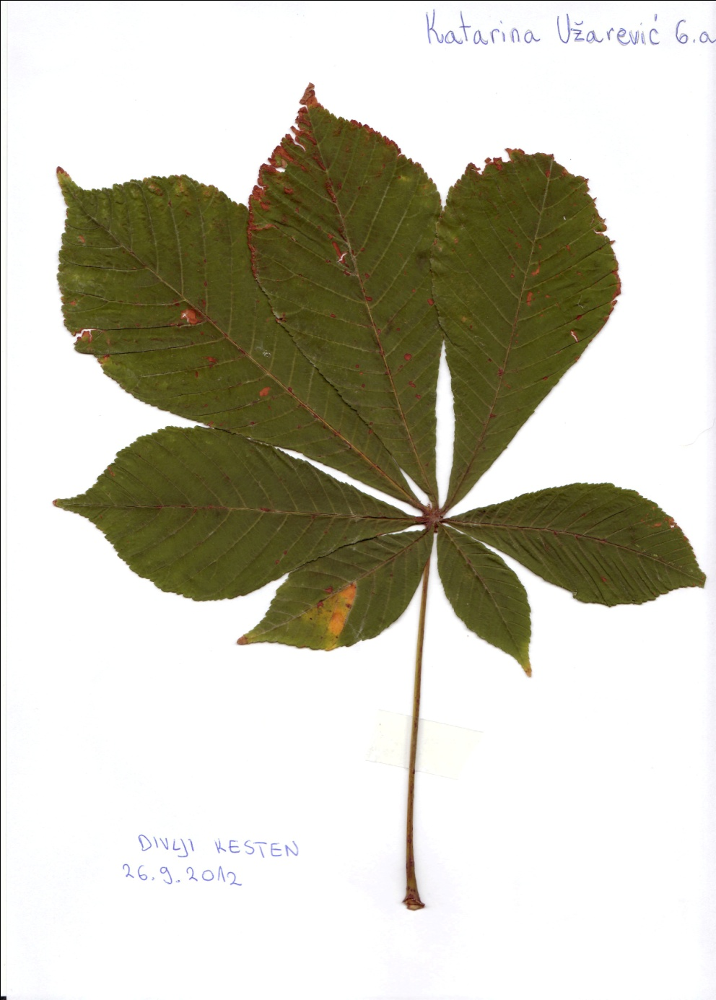 Katarina Užarević 6.a
DIVLJI KESTEN
26.9.2012